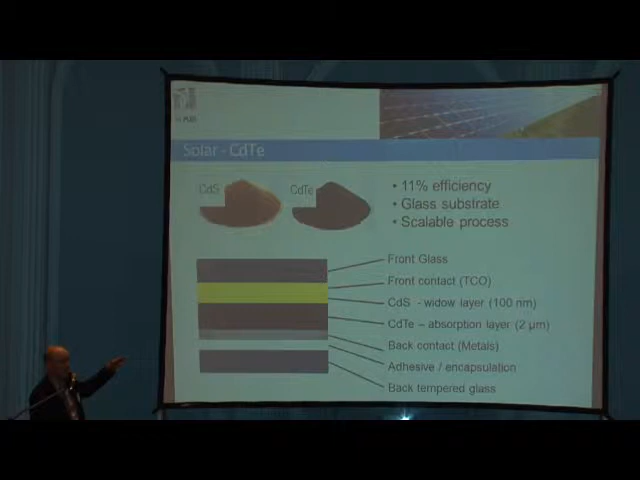 Solar - CdTe
CdS
CdTe
• 11% efficiency
• Glass substrate
• Scalable process
Front Glass
Front contact (TCO)
CdS - widow layer (100 nm)
CdTe – absorption layer (2 µm)
Back contact (Metals)
Adhesive / encapsulation
Back tempered glass